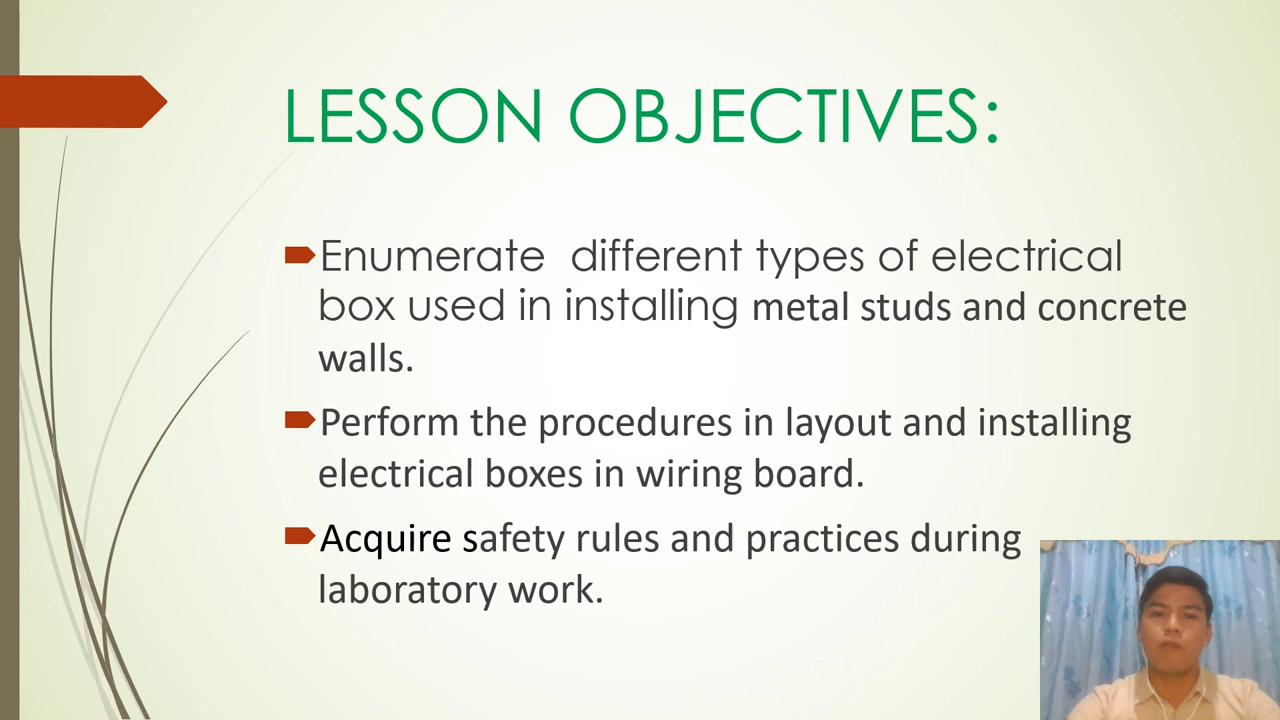 LESSON OBJECTIVES:
Enumerate different types of electrical
box used in installing metal studs and concrete
walls.
Perform the procedures in layout and installing
electrical boxes in wiring board.
Acquire safety rules and practices during
laboratory work.